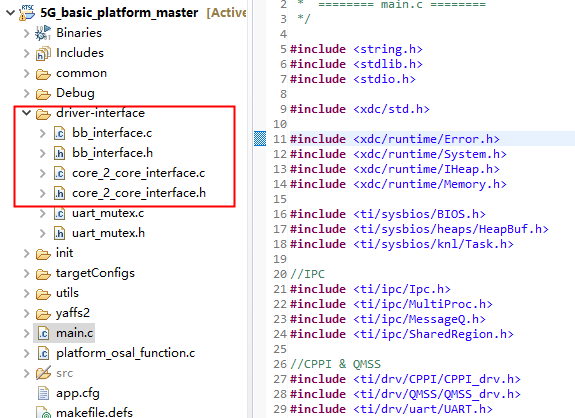 5G_basic_platform_master [Active
Binaries
Includes
common
Debug
driver-interface
bb_interface.c
bb_interface.h
core_2_core_interface.c
core_2_core_interface.h
uart_mutex.c
uart_mutex.h
init
targetConfigs
utils
yaffs2
main.c
platform_osal_function.c
src
app.cfg
makefile.defs
2 * ======== main.c ========
3 */
4
5 #include <string.h>
6 #include <stdlib.h>
7 #include <stdio.h>
8
9 #include <xdc/std.h>
10
11 #include <xdc/runtime/Error.h>
12 #include <xdc/runtime/System.h>
13 #include <xdc/runtime/IHeap.h>
14 #include <xdc/runtime/Memory.h>
15
16 #include <ti/sysbios/BIOS.h>
17 #include <ti/sysbios/heaps/HeapBuf.h>
18 #include <ti/sysbios/knl/Task.h>
19
20 //IPC
21 #include <ti/ipc/Ipc.h>
22 #include <ti/ipc/MultiProc.h>
23 #include <ti/ipc/MessageQ.h>
24 #include <ti/ipc/SharedRegion.h>
25
26 //CPPI & QMSS
27 #include <ti/drv/CPPI/CPPI_drv.h>
28 #include <ti/drv/QMSS/QMSS_drv.h>
29 #include <ti/drv/uart/UART.h>